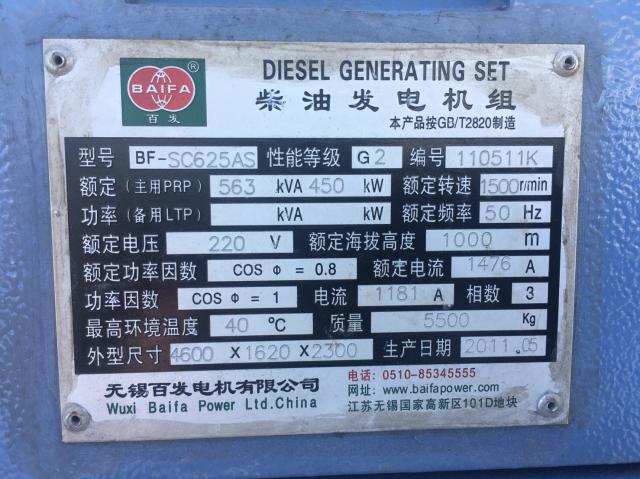 BAIFA®
百发
DIESEL GENERATING SET
柴油发电机组
本产品按GB/T2820制造
型号 BF-SC625AS 性能等级 G2 编号 110511K
额定 (主用PRP) 563 kVA 450 kW 额定转速 1500r/min
功率 (备用LTP) kVA kW 额定频率 50 Hz
额定电压 220 V 额定海拔高度 1000 m
额定功率因数 COS Φ = 0.8 额定电流 1476 A
功率因数 COS Φ = 1 电流 1181 A 相数 3
最高环境温度 40 °C 质量 5500 Kg
外型尺寸 4600 X 1620 X 2300 生产日期 2011.05
无锡百发电机有限公司
Wuxi Baifa Power Ltd.China
电话: 0510-85345555
网址: www.baifapower.com
江苏无锡国家高新区101D地块